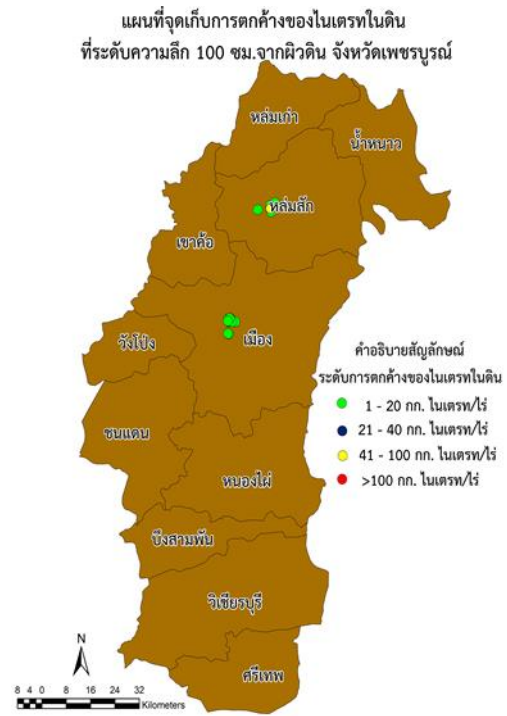 แผนที่จุดเก็บการตกค้างของไนเตรทในดิน
ที่ระดับความลึก 100 ซม.จากผิวดิน จังหวัดเพชรบูรณ์
หล่มเก่า
น้ำหนาว
หล่มสัก
เขาค้อ
วังโป่ง
เมือง
คำอธิบายสัญลักษณ์
ระดับการตกค้างของไนเตรทในดิน
1 - 20 กก. ไนเตรท/ไร่
21 - 40 กก. ไนเตรท/ไร่
41 - 100 กก. ไนเตรท/ไร่
>100 กก. ไนเตรท/ไร่
ชนแดน
หนองไผ่
บึงสามพัน
วิเชียรบุรี
ศรีเทพ
N
8 4 0 8 16 24 32
Kilometers